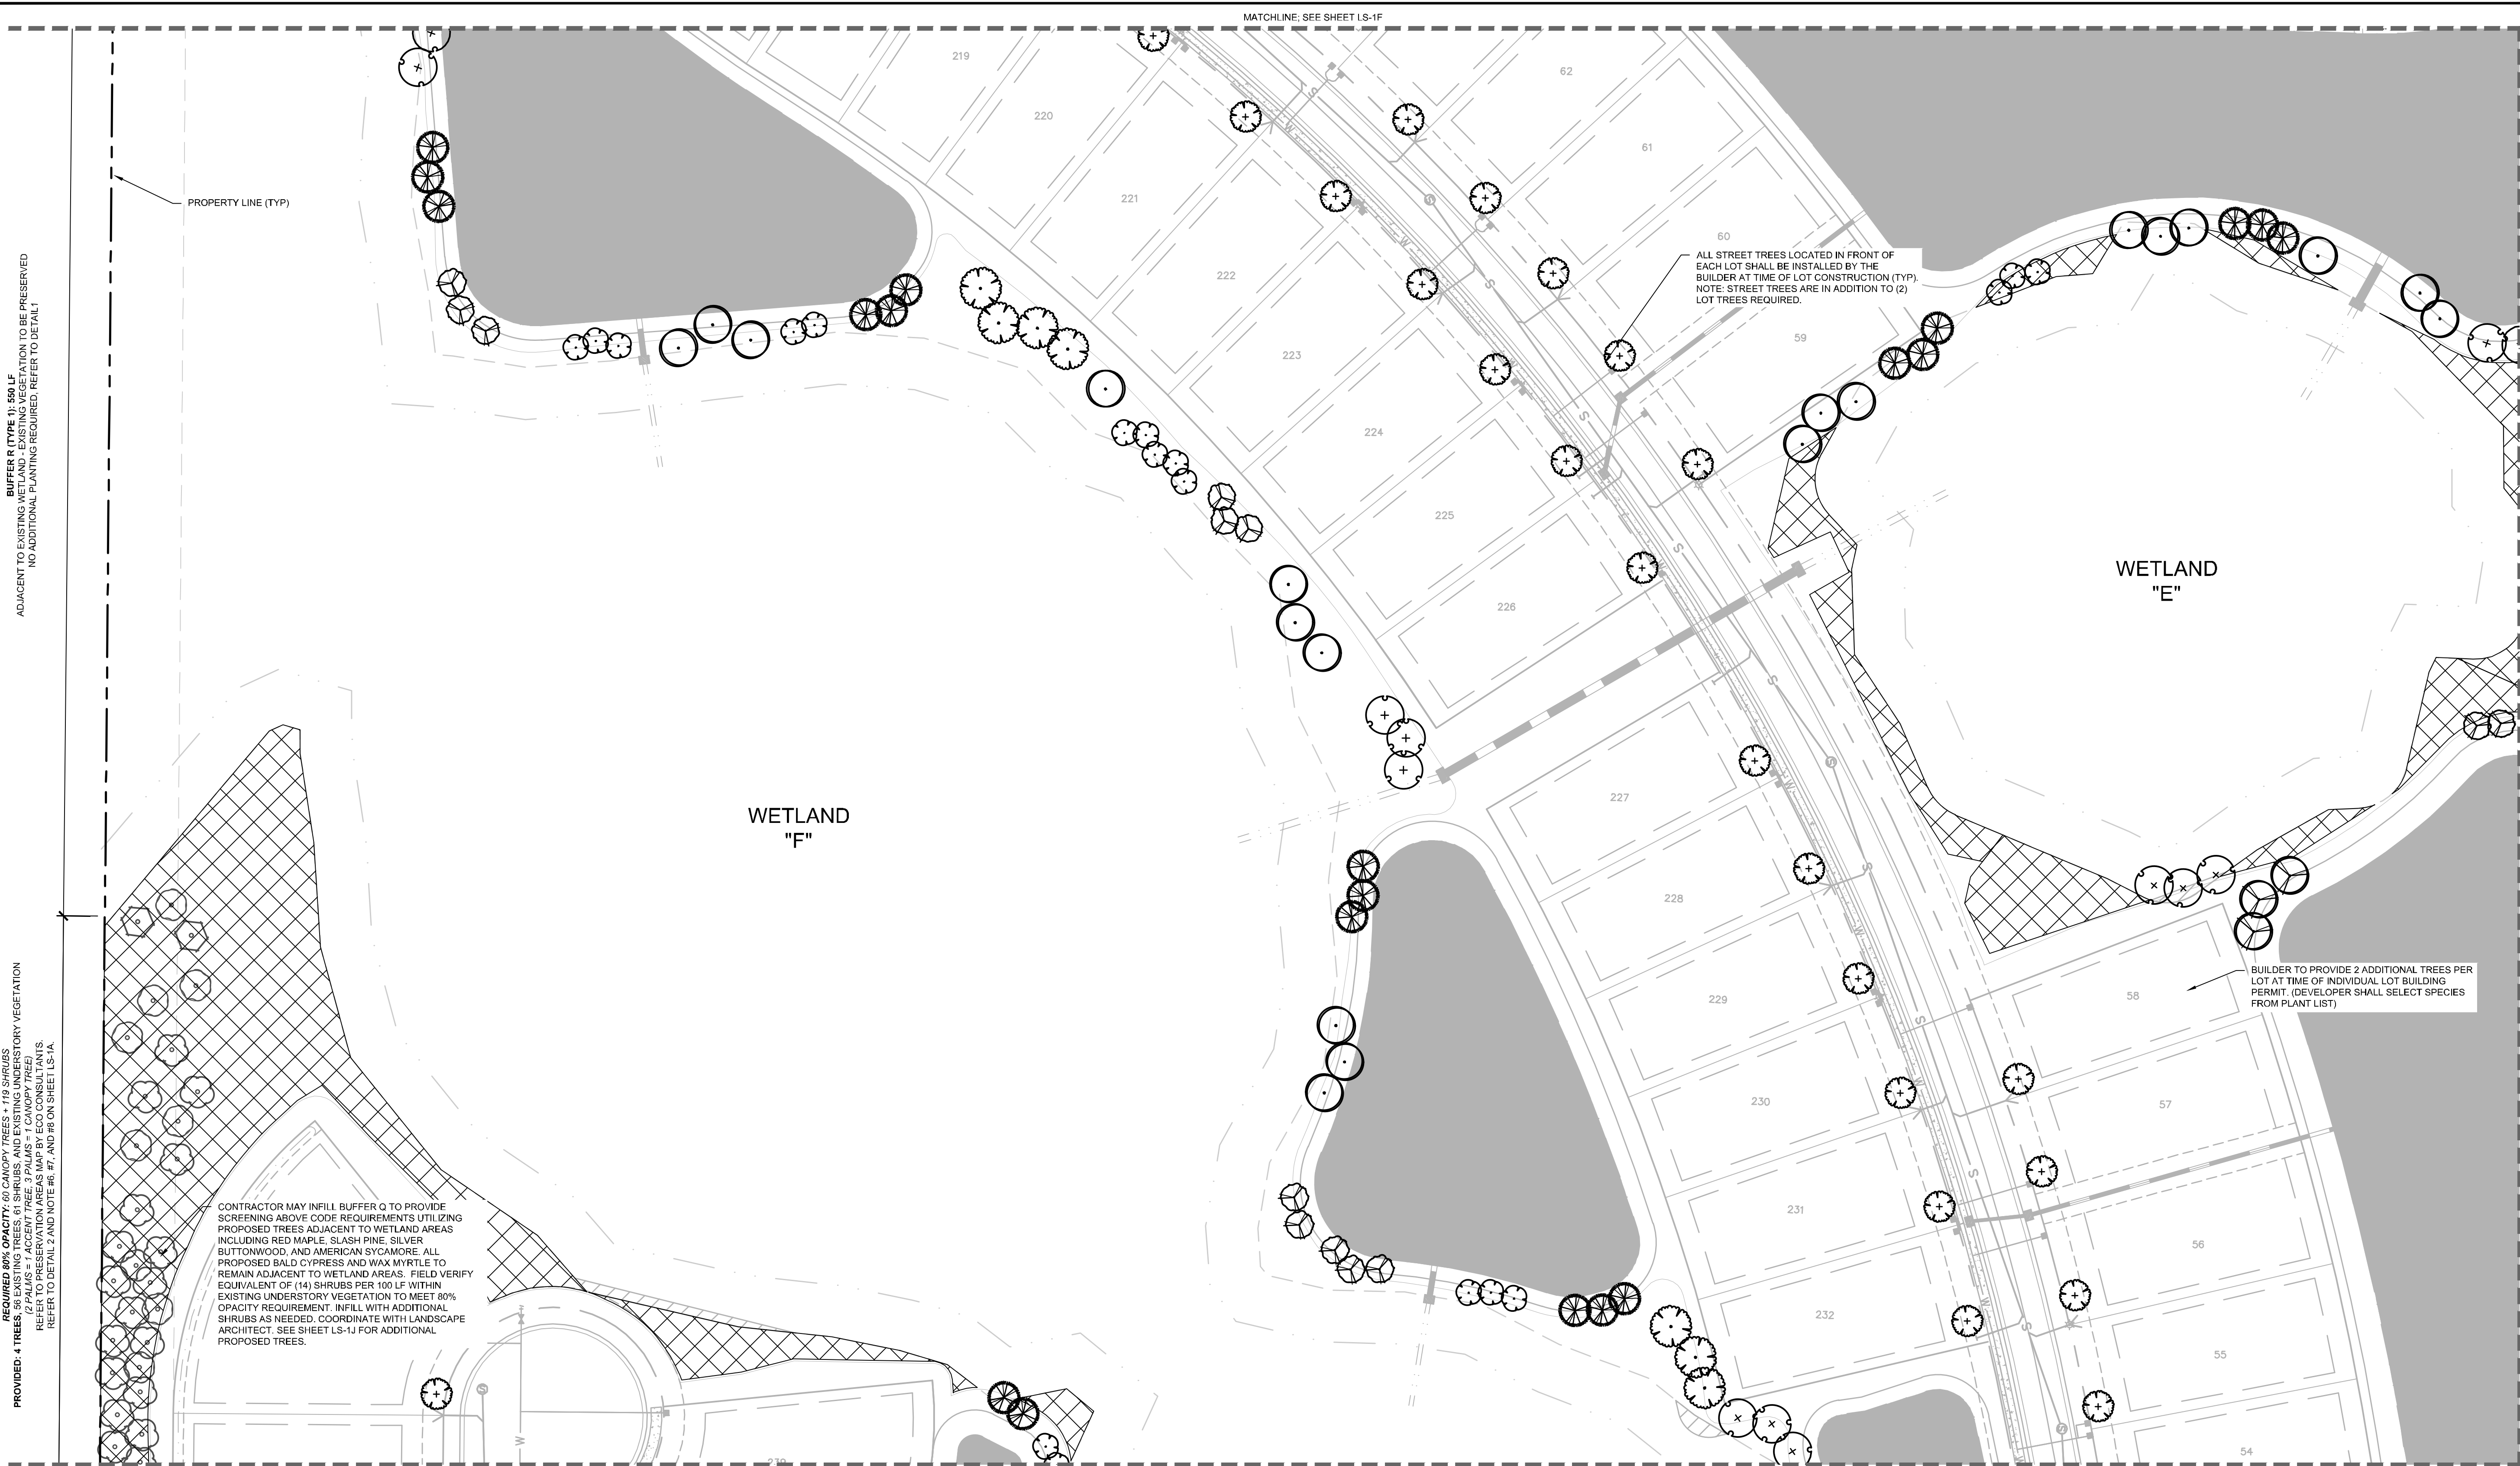 MATCHLINE; SEE SHEET LS-1F
PROPERTY LINE (TYP)
BUFFER R (TYPE 1): 550 LF
ADJACENT TO EXISTING WETLAND - EXISTING VEGETATION TO BE PRESERVED
NO ADDITIONAL PLANTING REQUIRED, REFER TO DETAIL1
REQUIRED 80% OPACITY: 60 CANOPY TREES + 119 SHRUBS
PROVIDED: 4 TREES, 56 EXISTING TREES, 61 SHRUBS, AND EXISTING UNDERSTORY VEGETATION
(2 PALMS = 1 ACCENT TREE, 3 PALMS = 1 CANOPY TREE)
REFER TO PRESERVATION AREAS MAP BY ECO CONSULTANTS.
REFER TO DETAIL 2 AND NOTE #6, #7, AND #8 ON SHEET LS-1A.
219
220
221
222
223
224
225
226
62
61
60
59
ALL STREET TREES LOCATED IN FRONT OF
EACH LOT SHALL BE INSTALLED BY THE
BUILDER AT TIME OF LOT CONSTRUCTION (TYP).
NOTE: STREET TREES ARE IN ADDITION TO (2)
LOT TREES REQUIRED.
WETLAND
"E"
WETLAND
"F"
227
228
229
230
231
232
58
57
56
55
54
BUILDER TO PROVIDE 2 ADDITIONAL TREES PER
LOT AT TIME OF INDIVIDUAL LOT BUILDING
PERMIT. (DEVELOPER SHALL SELECT SPECIES
FROM PLANT LIST)
CONTRACTOR MAY INFILL BUFFER Q TO PROVIDE
SCREENING ABOVE CODE REQUIREMENTS UTILIZING
PROPOSED TREES ADJACENT TO WETLAND AREAS
INCLUDING RED MAPLE, SLASH PINE, SILVER
BUTTONWOOD, AND AMERICAN SYCAMORE. ALL
PROPOSED BALD CYPRESS AND WAX MYRTLE TO
REMAIN ADJACENT TO WETLAND AREAS. FIELD VERIFY
EQUIVALENT OF (14) SHRUBS PER 100 LF WITHIN
EXISTING UNDERSTORY VEGETATION TO MEET 80%
OPACITY REQUIREMENT. INFILL WITH ADDITIONAL
SHRUBS AS NEEDED. COORDINATE WITH LANDSCAPE
ARCHITECT. SEE SHEET LS-1J FOR ADDITIONAL
PROPOSED TREES.
S
S
S
S
S
S
S
S
S
S
W
W
W
W
W
W
W
W